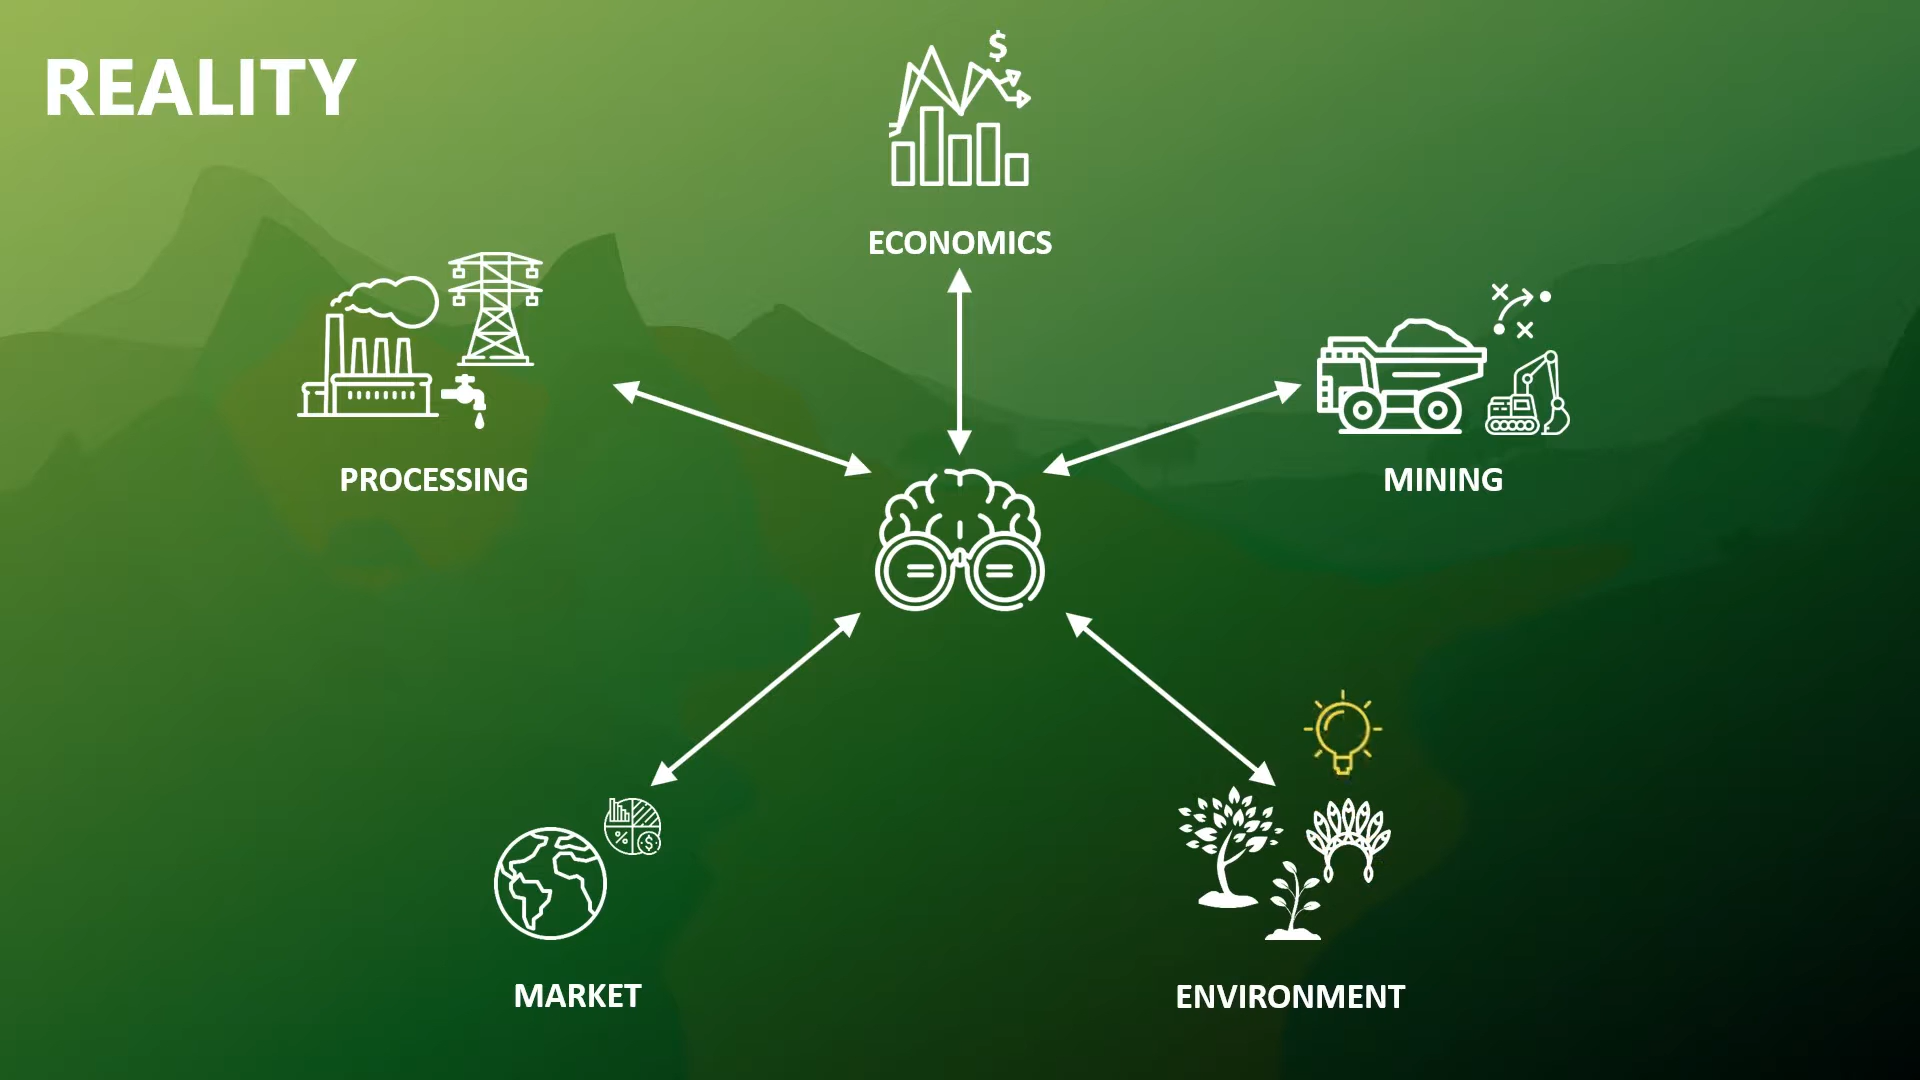 REALITY
$
ECONOMICS
PROCESSING
MINING
%
$
MARKET
ENVIRONMENT